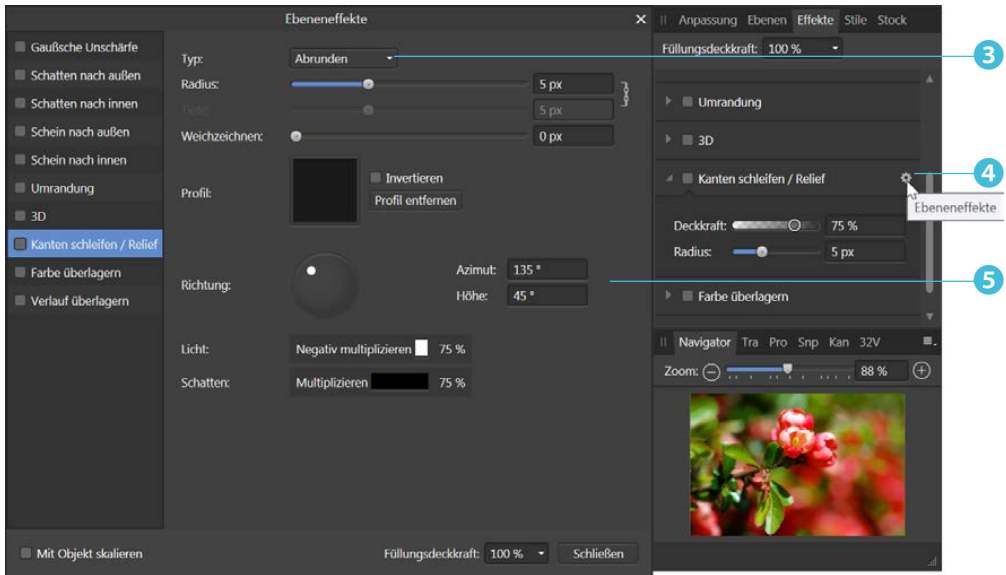 Ebeneneffekte
Gaußsche Unschärfe
Schatten nach außen
Schatten nach innen
Schein nach außen
Schein nach innen
Umrandung
3D
Kanten schleifen / Relief
Farbe überlagern
Verlauf überlagern
Mit Objekt skalieren
Typ: Abrunden
Radius: 5 px
Tiefe: 5 px
Weichzeichnen: 0 px
Profil:
Invertieren
Profil entfernen
Richtung:
Azimut: 135 °
Höhe: 45 °
Licht: Negativ multiplizieren 75 %
Schatten: Multiplizieren 75 %
Füllungsdeckkraft: 100 % Schließen
Anpassung Ebenen Effekte Stile Stock
Füllungsdeckkraft: 100 %
3
Umrandung
3D
Kanten schleifen / Relief
4
Ebeneneffekte
Deckkraft: 75 %
Radius: 5 px
5
Farbe überlagern
Navigator Tra Pro Snp Kan 32V
Zoom: 88 %